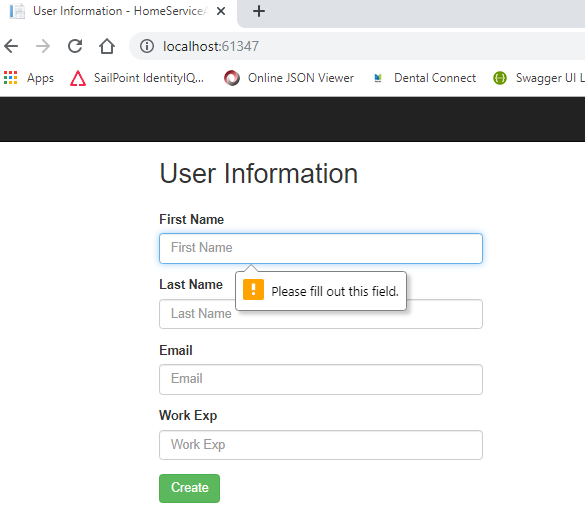 User Information - HomeServiceA
localhost:61347
Apps SailPoint IdentityIQ... Online JSON Viewer Dental Connect Swagger UI L
User Information
First Name
First Name
Please fill out this field.
Last Name
Last Name
Email
Email
Work Exp
Work Exp
Create